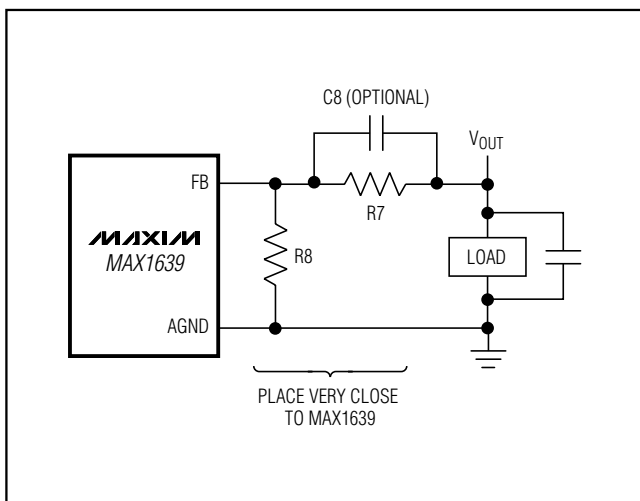 C8 (OPTIONAL)
VOUT
FB
R7
MAXIM
MAX1639
R8
LOAD
AGND
PLACE VERY CLOSE
TO MAX1639